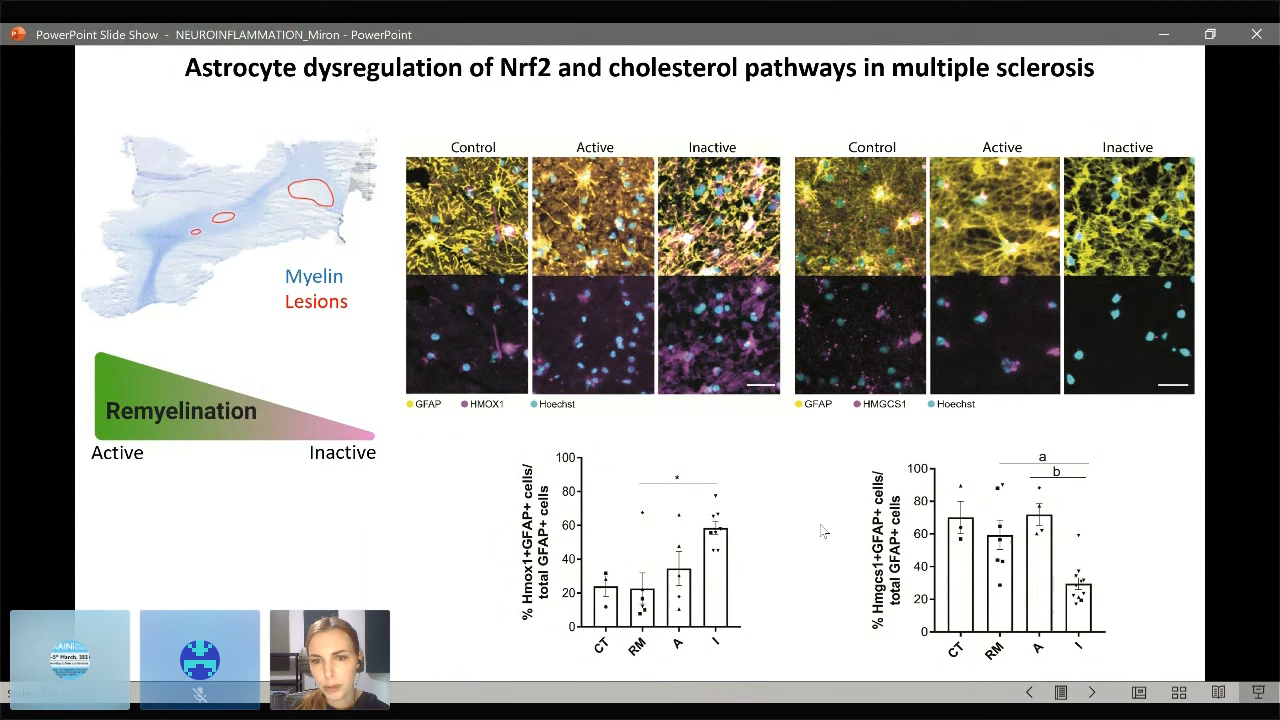 PowerPoint Slide Show - NEUROINFLAMMATION_Miron - PowerPoint
Astrocyte dysregulation of Nrf2 and cholesterol pathways in multiple sclerosis
Myelin
Lesions
Remyelination
Active Inactive
Control Active Inactive
GFAP HMOX1 Hoechst
Control Active Inactive
GFAP HMGCS1 Hoechst
% Hmox1+GFAP+ cells/
total GFAP+ cells
100
80
60
40
20
0
*
CT RM A I
% Hmgcs1+GFAP+ cells/
total GFAP+ cells
100
80
60
40
20
0
a
b
CT RM A I